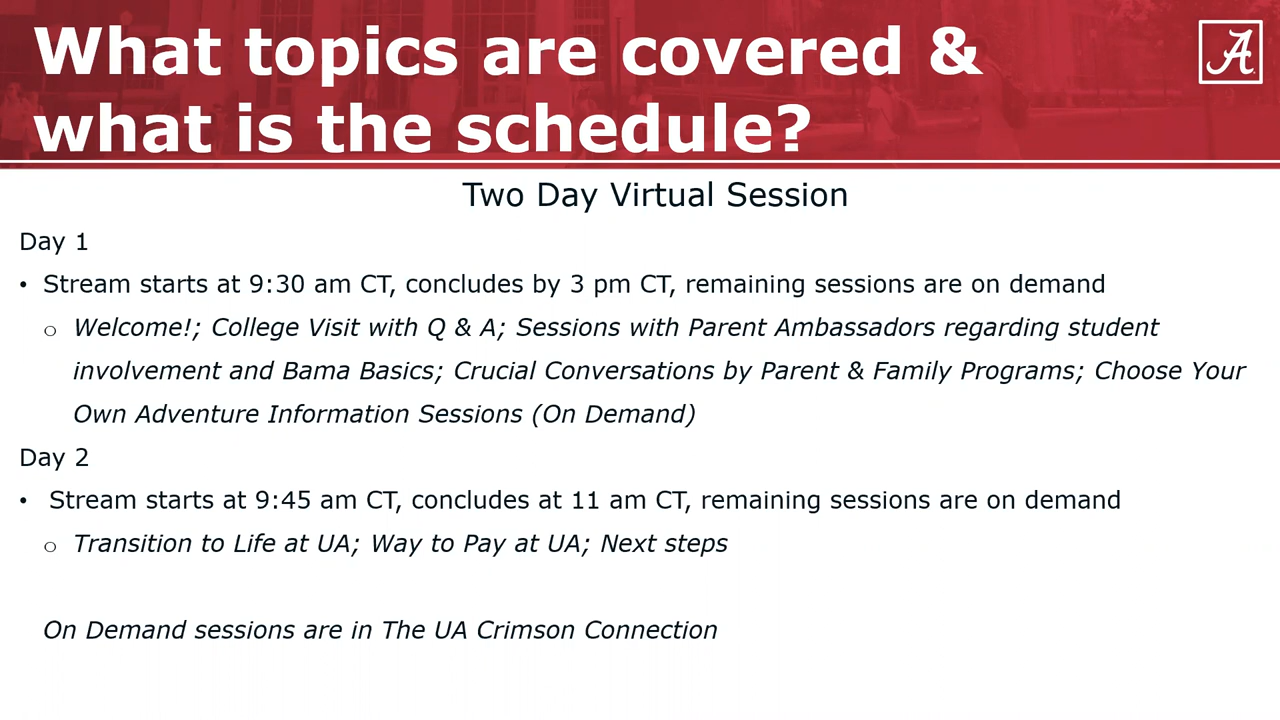 What topics are covered &
what is the schedule?
A
Two Day Virtual Session
Day 1
• Stream starts at 9:30 am CT, concludes by 3 pm CT, remaining sessions are on demand
o Welcome!; College Visit with Q & A; Sessions with Parent Ambassadors regarding student
involvement and Bama Basics; Crucial Conversations by Parent & Family Programs; Choose Your
Own Adventure Information Sessions (On Demand)
Day 2
• Stream starts at 9:45 am CT, concludes at 11 am CT, remaining sessions are on demand
o Transition to Life at UA; Way to Pay at UA; Next steps
On Demand sessions are in The UA Crimson Connection